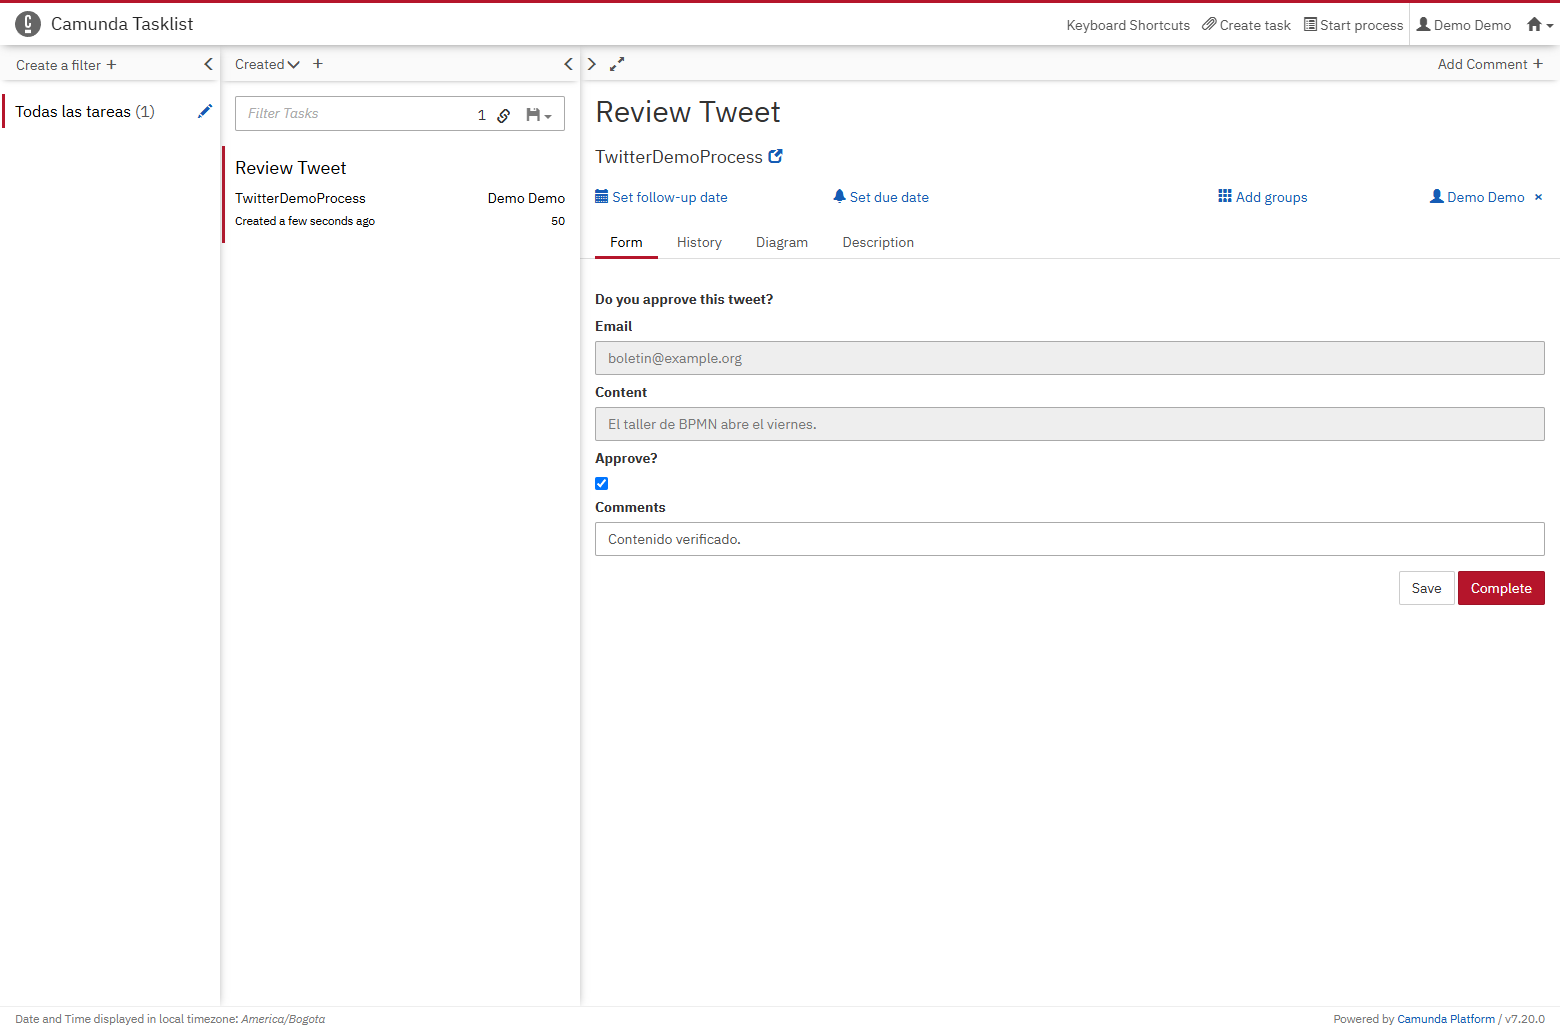 Camunda Tasklist
Keyboard Shortcuts Create task Start process Demo Demo
Create a filter +
Created +
Add Comment +
Todas las tareas (1)
Filter Tasks 1
Review Tweet
TwitterDemoProcess Demo Demo
Created a few seconds ago 50
Review Tweet
TwitterDemoProcess
Set follow-up date Set due date Add groups Demo Demo ×
Form History Diagram Description
Do you approve this tweet?
Email
boletin@example.org
Content
El taller de BPMN abre el viernes.
Approve?
Comments
Contenido verificado.
Save Complete
Date and Time displayed in local timezone: America/Bogota
Powered by Camunda Platform / v7.20.0